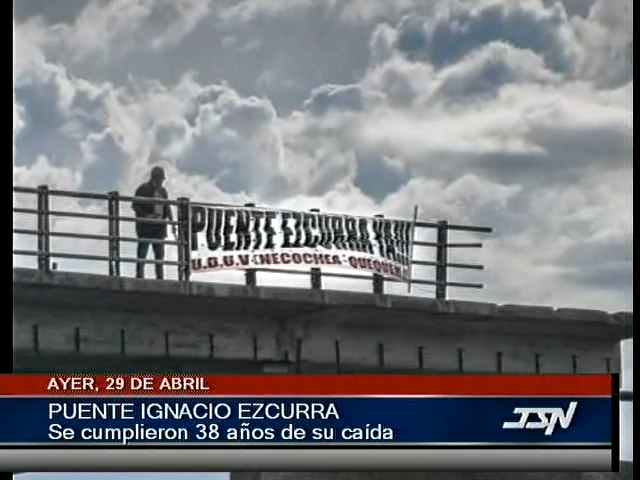 PUENTE EZCURRA YA!!!
U.D.U.V (NECOCHEA - QUEQUEN)
AYER, 29 DE ABRIL
PUENTE IGNACIO EZCURRA
Se cumplieron 38 años de su caída
JSN